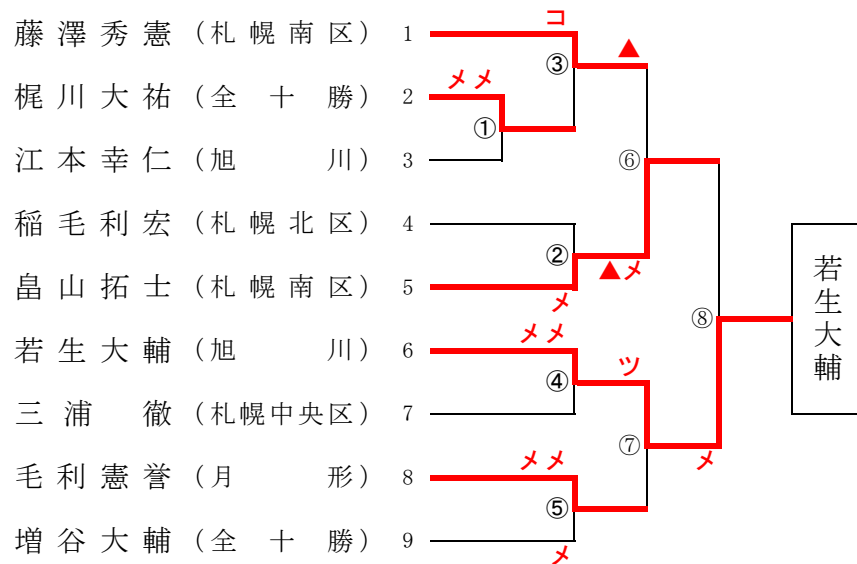 藤澤秀憲（札幌南区） 1 コ
▲
③
梶川大祐（全十勝） 2 メメ
①
江本幸仁（旭川） 3
⑥
稲毛利宏（札幌北区） 4
②
▲メ
畠山拓士（札幌南区） 5 メ
若生大輔
⑧
若生大輔（旭川） 6 メメ
ツ
④
三浦徹（札幌中央区） 7
⑦
メ
毛利憲誉（月形） 8 メメ
⑤
増谷大輔（全十勝） 9 メ